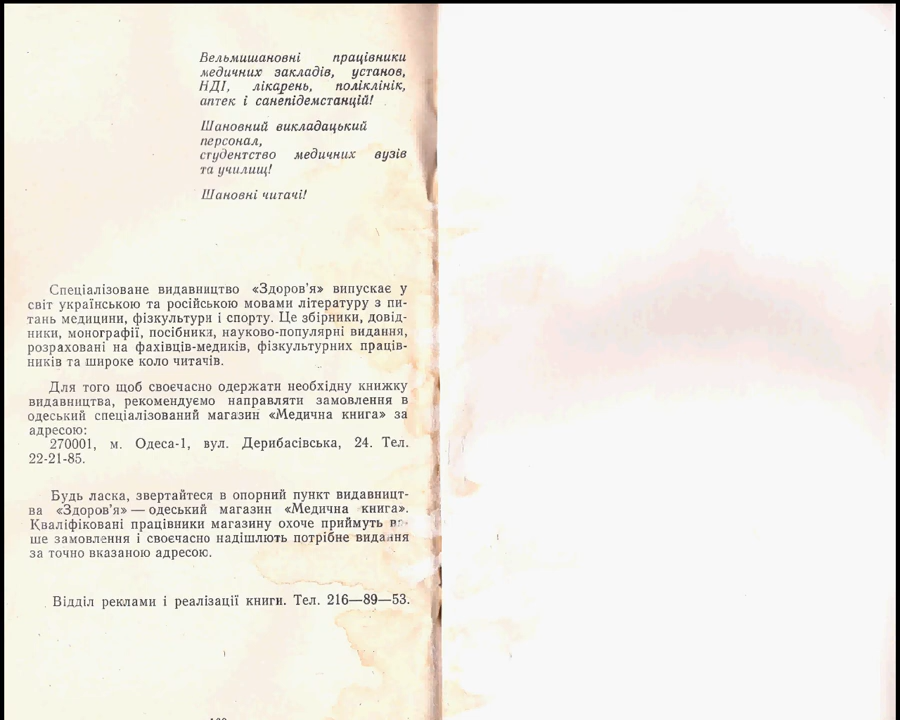 Вельмишановні працівники
медичних закладів, установ,
НДІ, лікарень, поліклінік,
аптек і санепідемстанцій!
Шановний викладацький
персонал,
студентство медичних вузів
та училищ!
Шановні читачі!
Спеціалізоване видавництво «Здоров'я» випускає у
світ українською та російською мовами літературу з пи-
тань медицини, фізкультури і спорту. Це збірники, довід-
ники, монографії, посібники, науково-популярні видання,
розраховані на фахівців-медиків, фізкультурних праців-
ників та широке коло читачів.
Для того щоб своєчасно одержати необхідну книжку
видавництва, рекомендуємо направляти замовлення в
одеський спеціалізований магазин «Медична книга» за
адресою:
270001, м. Одеса-1, вул. Дерибасівська, 24. Тел.
22-21-85.
Будь ласка, звертайтеся в опорний пункт видавницт-
ва «Здоров'я» — одеський магазин «Медична книга».
Кваліфіковані працівники магазину охоче приймуть ва-
ше замовлення і своєчасно надішлють потрібне видання
за точно вказаною адресою.
Відділ реклами і реалізації книги. Тел. 216—89—53.